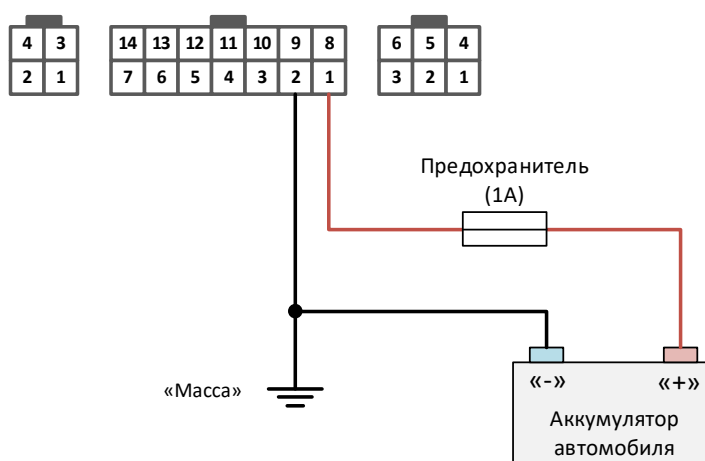 4 3
2 1
14 13 12 11 10 9 8
7 6 5 4 3 2 1
6 5 4
3 2 1
Предохранитель
(1А)
«Масса»
«-» «+»
Аккумулятор
автомобиля